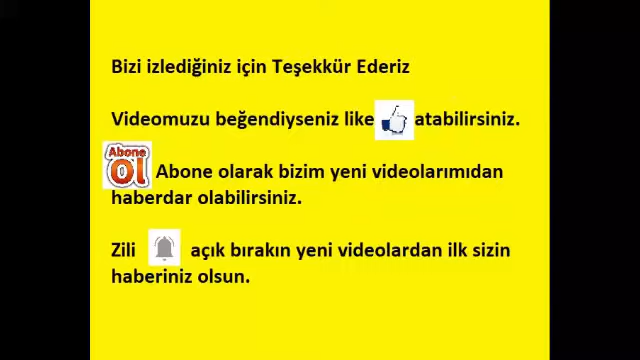 Bizi izlediğiniz için Teşekkür Ederiz
Videomuzu beğendiyseniz like atabilirsiniz.
Abone Ol Abone olarak bizim yeni videolarımıdan
haberdar olabilirsiniz.
Zili açık bırakın yeni videolardan ilk sizin
haberiniz olsun.